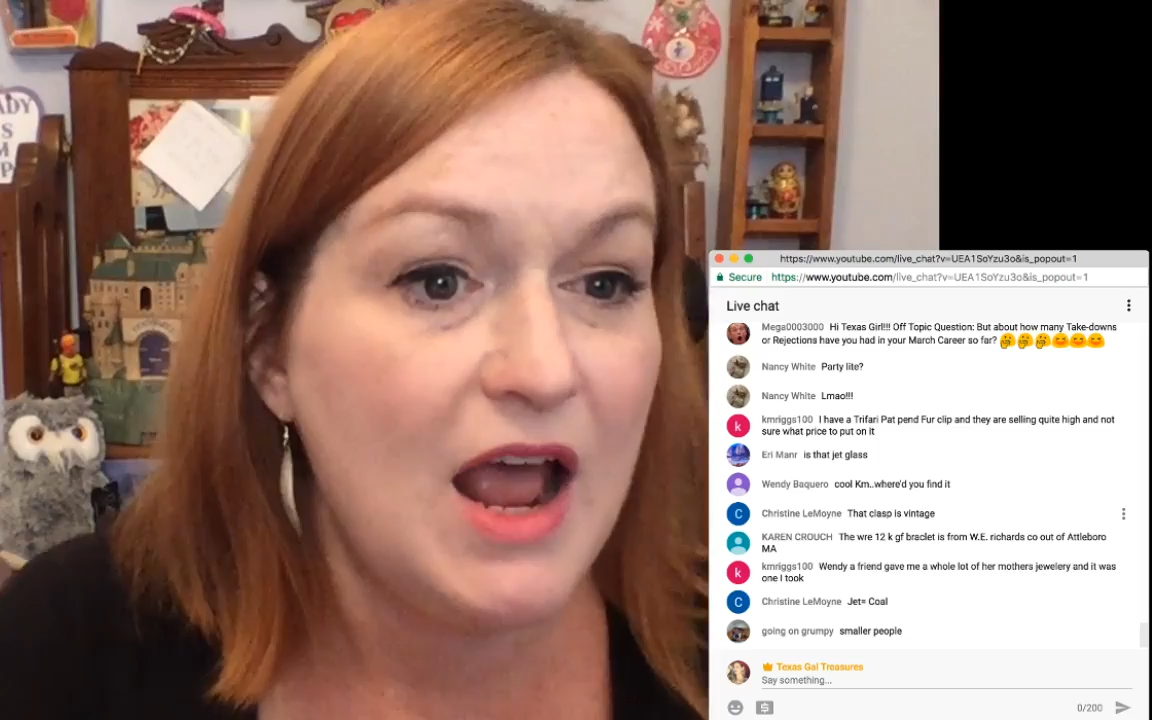 ADY
S
M
P
https://www.youtube.com/live_chat?v=UEA1SoYzu3o&is_popout=1
Secure https://www.youtube.com/live_chat?v=UEA1SoYzu3o&is_popout=1
Live chat
Mega0003000 Hi Texas Girl!!! Off Topic Question: But about how many Take-downs
or Rejections have you had in your March Career so far? 🤔🤔🤔😊😊😊
Nancy White Party lite?
Nancy White Lmao!!!
k kmriggs100 I have a Trifari Pat pend Fur clip and they are selling quite high and not
sure what price to put on it
Eri Manr is that jet glass
Wendy Baquero cool Km..where'd you find it
C Christine LeMoyne That clasp is vintage
KAREN CROUCH The wre 12 k gf braclet is from W.E. richards co out of Attleboro
MA
k kmriggs100 Wendy a friend gave me a whole lot of her mothers jewelery and it was
one I took
C Christine LeMoyne Jet= Coal
going on grumpy smaller people
Texas Gal Treasures
Say something...
0/200